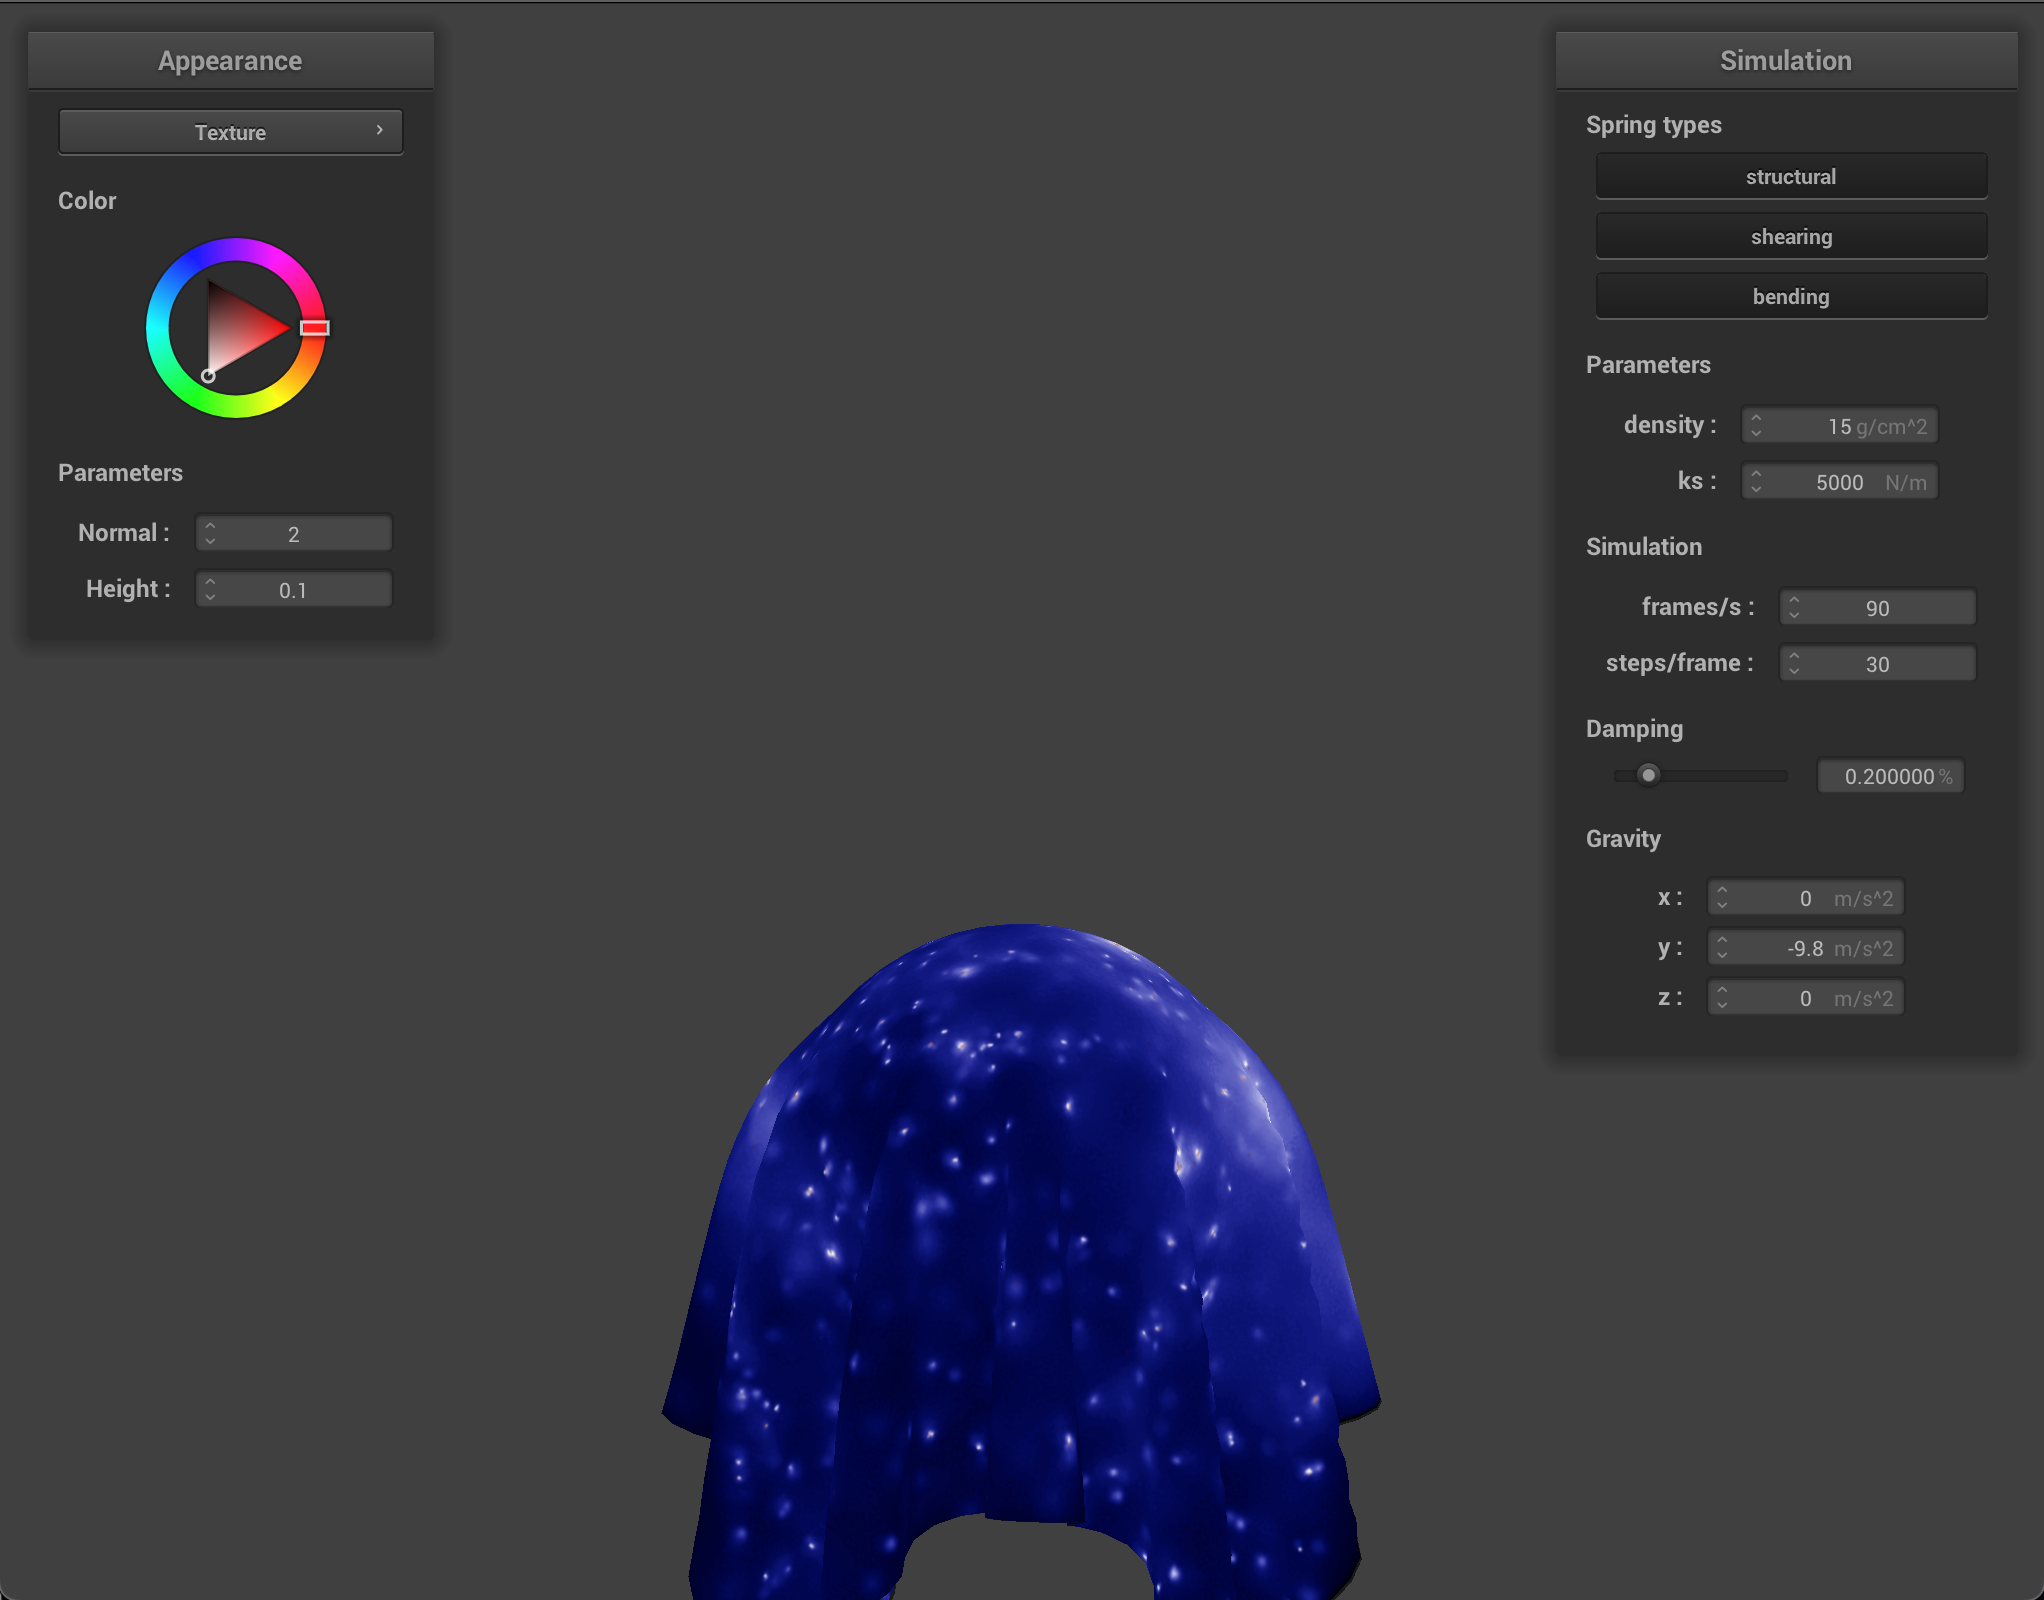 Appearance
Texture
Color
Parameters
Normal : 2
Height : 0.1
Simulation
Spring types
structural
shearing
bending
Parameters
density : 15 g/cm^2
ks : 5000 N/m
Simulation
frames/s : 90
steps/frame : 30
Damping
0.200000 %
Gravity
x : 0 m/s^2
y : -9.8 m/s^2
z : 0 m/s^2